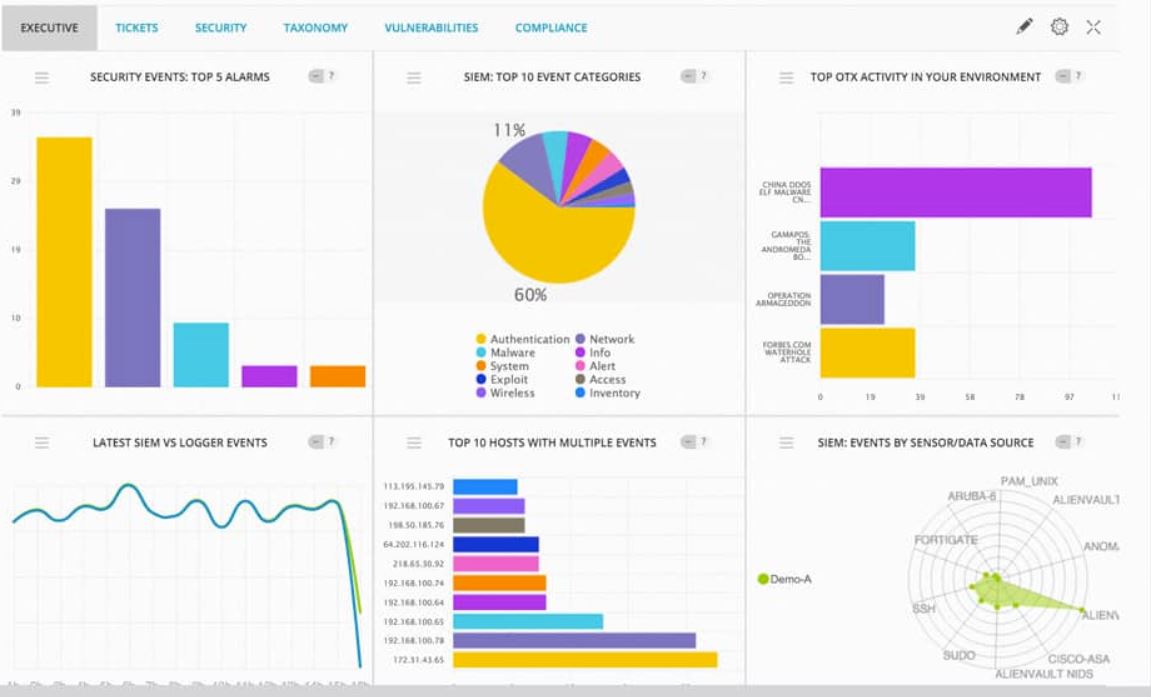 EXECUTIVE TICKETS SECURITY TAXONOMY VULNERABILITIES COMPLIANCE
SECURITY EVENTS: TOP 5 ALARMS
?
39
29
19
10
0
SIEM: TOP 10 EVENT CATEGORIES
?
11%
60%
Authentication Network
Malware Info
System Alert
Exploit Access
Wireless Inventory
TOP OTX ACTIVITY IN YOUR ENVIRONMENT
?
CHINA DDOS
ELF MALWARE
CN...
GAMAPOS:
THE
ANDROMEDA
BO...
OPERATION
ARMAGEDDON
FORBES.COM
WATERHOLE
ATTACK
0 19 39 58 78 97
LATEST SIEM VS LOGGER EVENTS
?
TOP 10 HOSTS WITH MULTIPLE EVENTS
?
113.195.145.79
192.168.100.67
198.50.185.76
64.202.116.124
218.65.30.92
192.168.100.74
192.168.100.64
192.168.100.65
192.168.100.78
172.31.43.65
SIEM: EVENTS BY SENSOR/DATA SOURCE
?
Demo-A
PAM_UNIX
ARUBA-6
ALIENVAULT
FORTIGATE
ANOM
ALIENV
SSH
SUDO
CISCO-ASA
ALIENVAULT NIDS